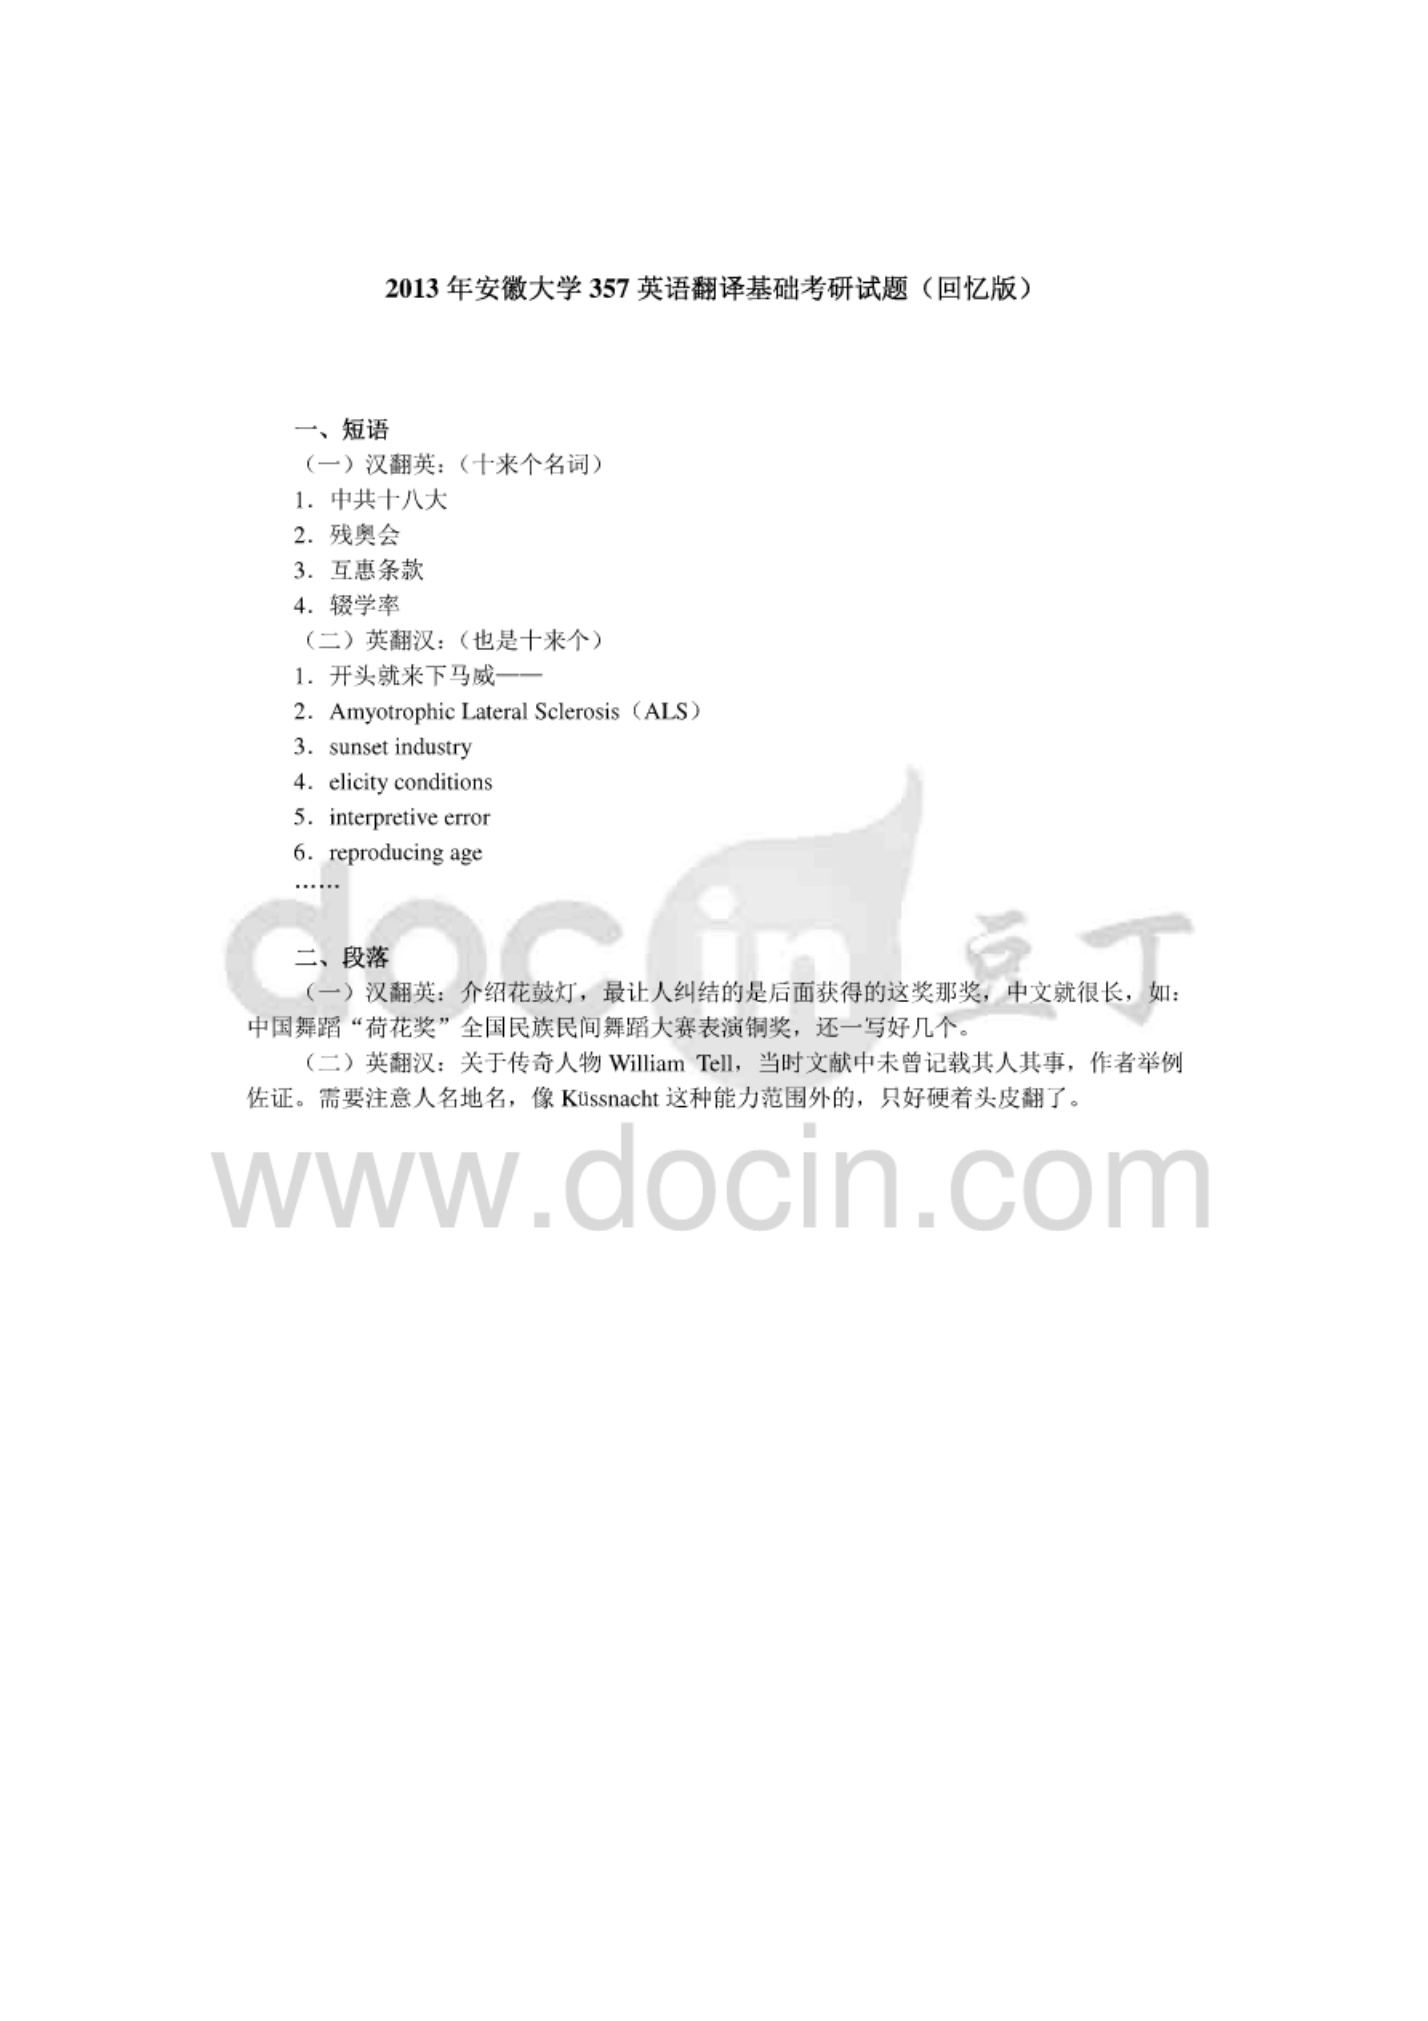 2013 年安徽大学 357 英语翻译基础考研试题（回忆版）
一、短语
（一）汉翻英：（十来个名词）
1．中共十八大
2．残奥会
3．互惠条款
4．辍学率
（二）英翻汉：（也是十来个）
1．开头就来下马威——
2．Amyotrophic Lateral Sclerosis（ALS）
3．sunset industry
4．elicity conditions
5．interpretive error
6．reproducing age
……
docin 豆丁
二、段落
（一）汉翻英：介绍花鼓灯，最让人纠结的是后面获得的这奖那奖，中文就很长，如：
中国舞蹈“荷花奖”全国民族民间舞蹈大赛表演铜奖，还一写好几个。
（二）英翻汉：关于传奇人物 William Tell，当时文献中未曾记载其人其事，作者举例
佐证。需要注意人名地名，像 Küssnacht 这种能力范围外的，只好硬着头皮翻了。
www.docin.com